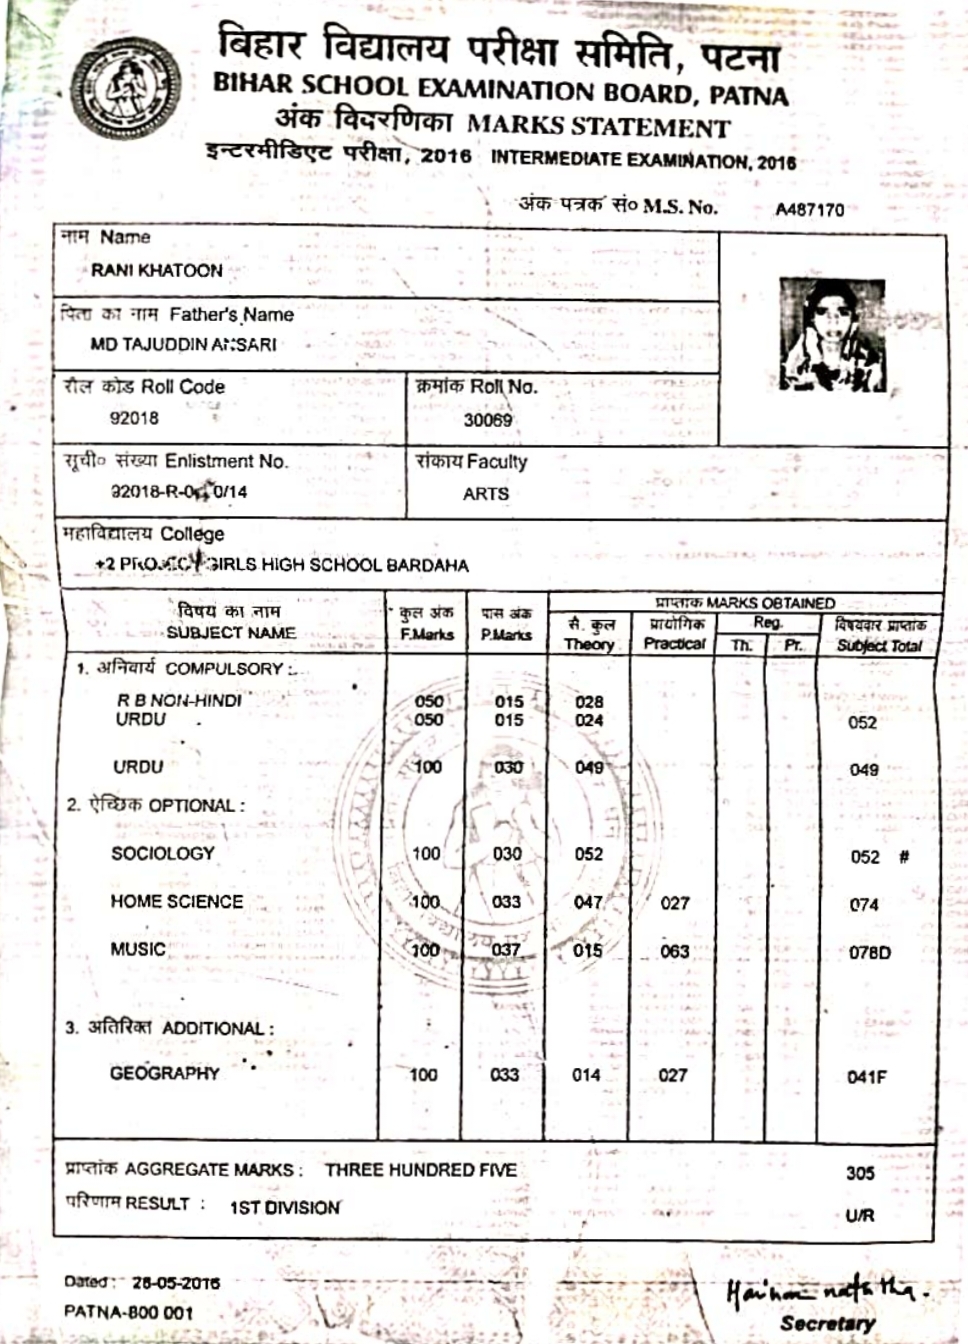 बिहार विद्यालय परीक्षा समिति, पटना
BIHAR SCHOOL EXAMINATION BOARD, PATNA
अंक विवरणिका MARKS STATEMENT
इन्टरमीडिएट परीक्षा, 2016 INTERMEDIATE EXAMINATION, 2016
अंक पत्रक सं० M.S. No. A487170
नाम Name
RANI KHATOON
पिता का नाम Father's Name
MD TAJUDDIN ANSARI
रौल कोड Roll Code क्रमांक Roll No.
92018 30069
सूची० संख्या Enlistment No. संकाय Faculty
92018-R- 0/14 ARTS
महाविद्यालय College
+2 GIRLS HIGH SCHOOL BARDAHA
विषय का नाम कुल अंक पास अंक प्राप्तांक MARKS OBTAINED
SUBJECT NAME F.Marks P.Marks सै. कुल प्रायोगिक Reg. विषयवार प्राप्तांक
Theory Practical Th. Pr. Subject Total
1. अनिवार्य COMPULSORY :
R B NON-HINDI 050 015 028
URDU 050 015 024 052
URDU 100 030 049 049
2. ऐच्छिक OPTIONAL :
SOCIOLOGY 100 030 052 052 #
HOME SCIENCE 100 033 047 027 074
MUSIC 100 037 015 063 078D
3. अतिरिक्त ADDITIONAL :
GEOGRAPHY 100 033 014 027 041F
प्राप्तांक AGGREGATE MARKS : THREE HUNDRED FIVE 305
परिणाम RESULT : 1ST DIVISION U/R
Dated : 28-05-2016
PATNA-800 001
Secretary